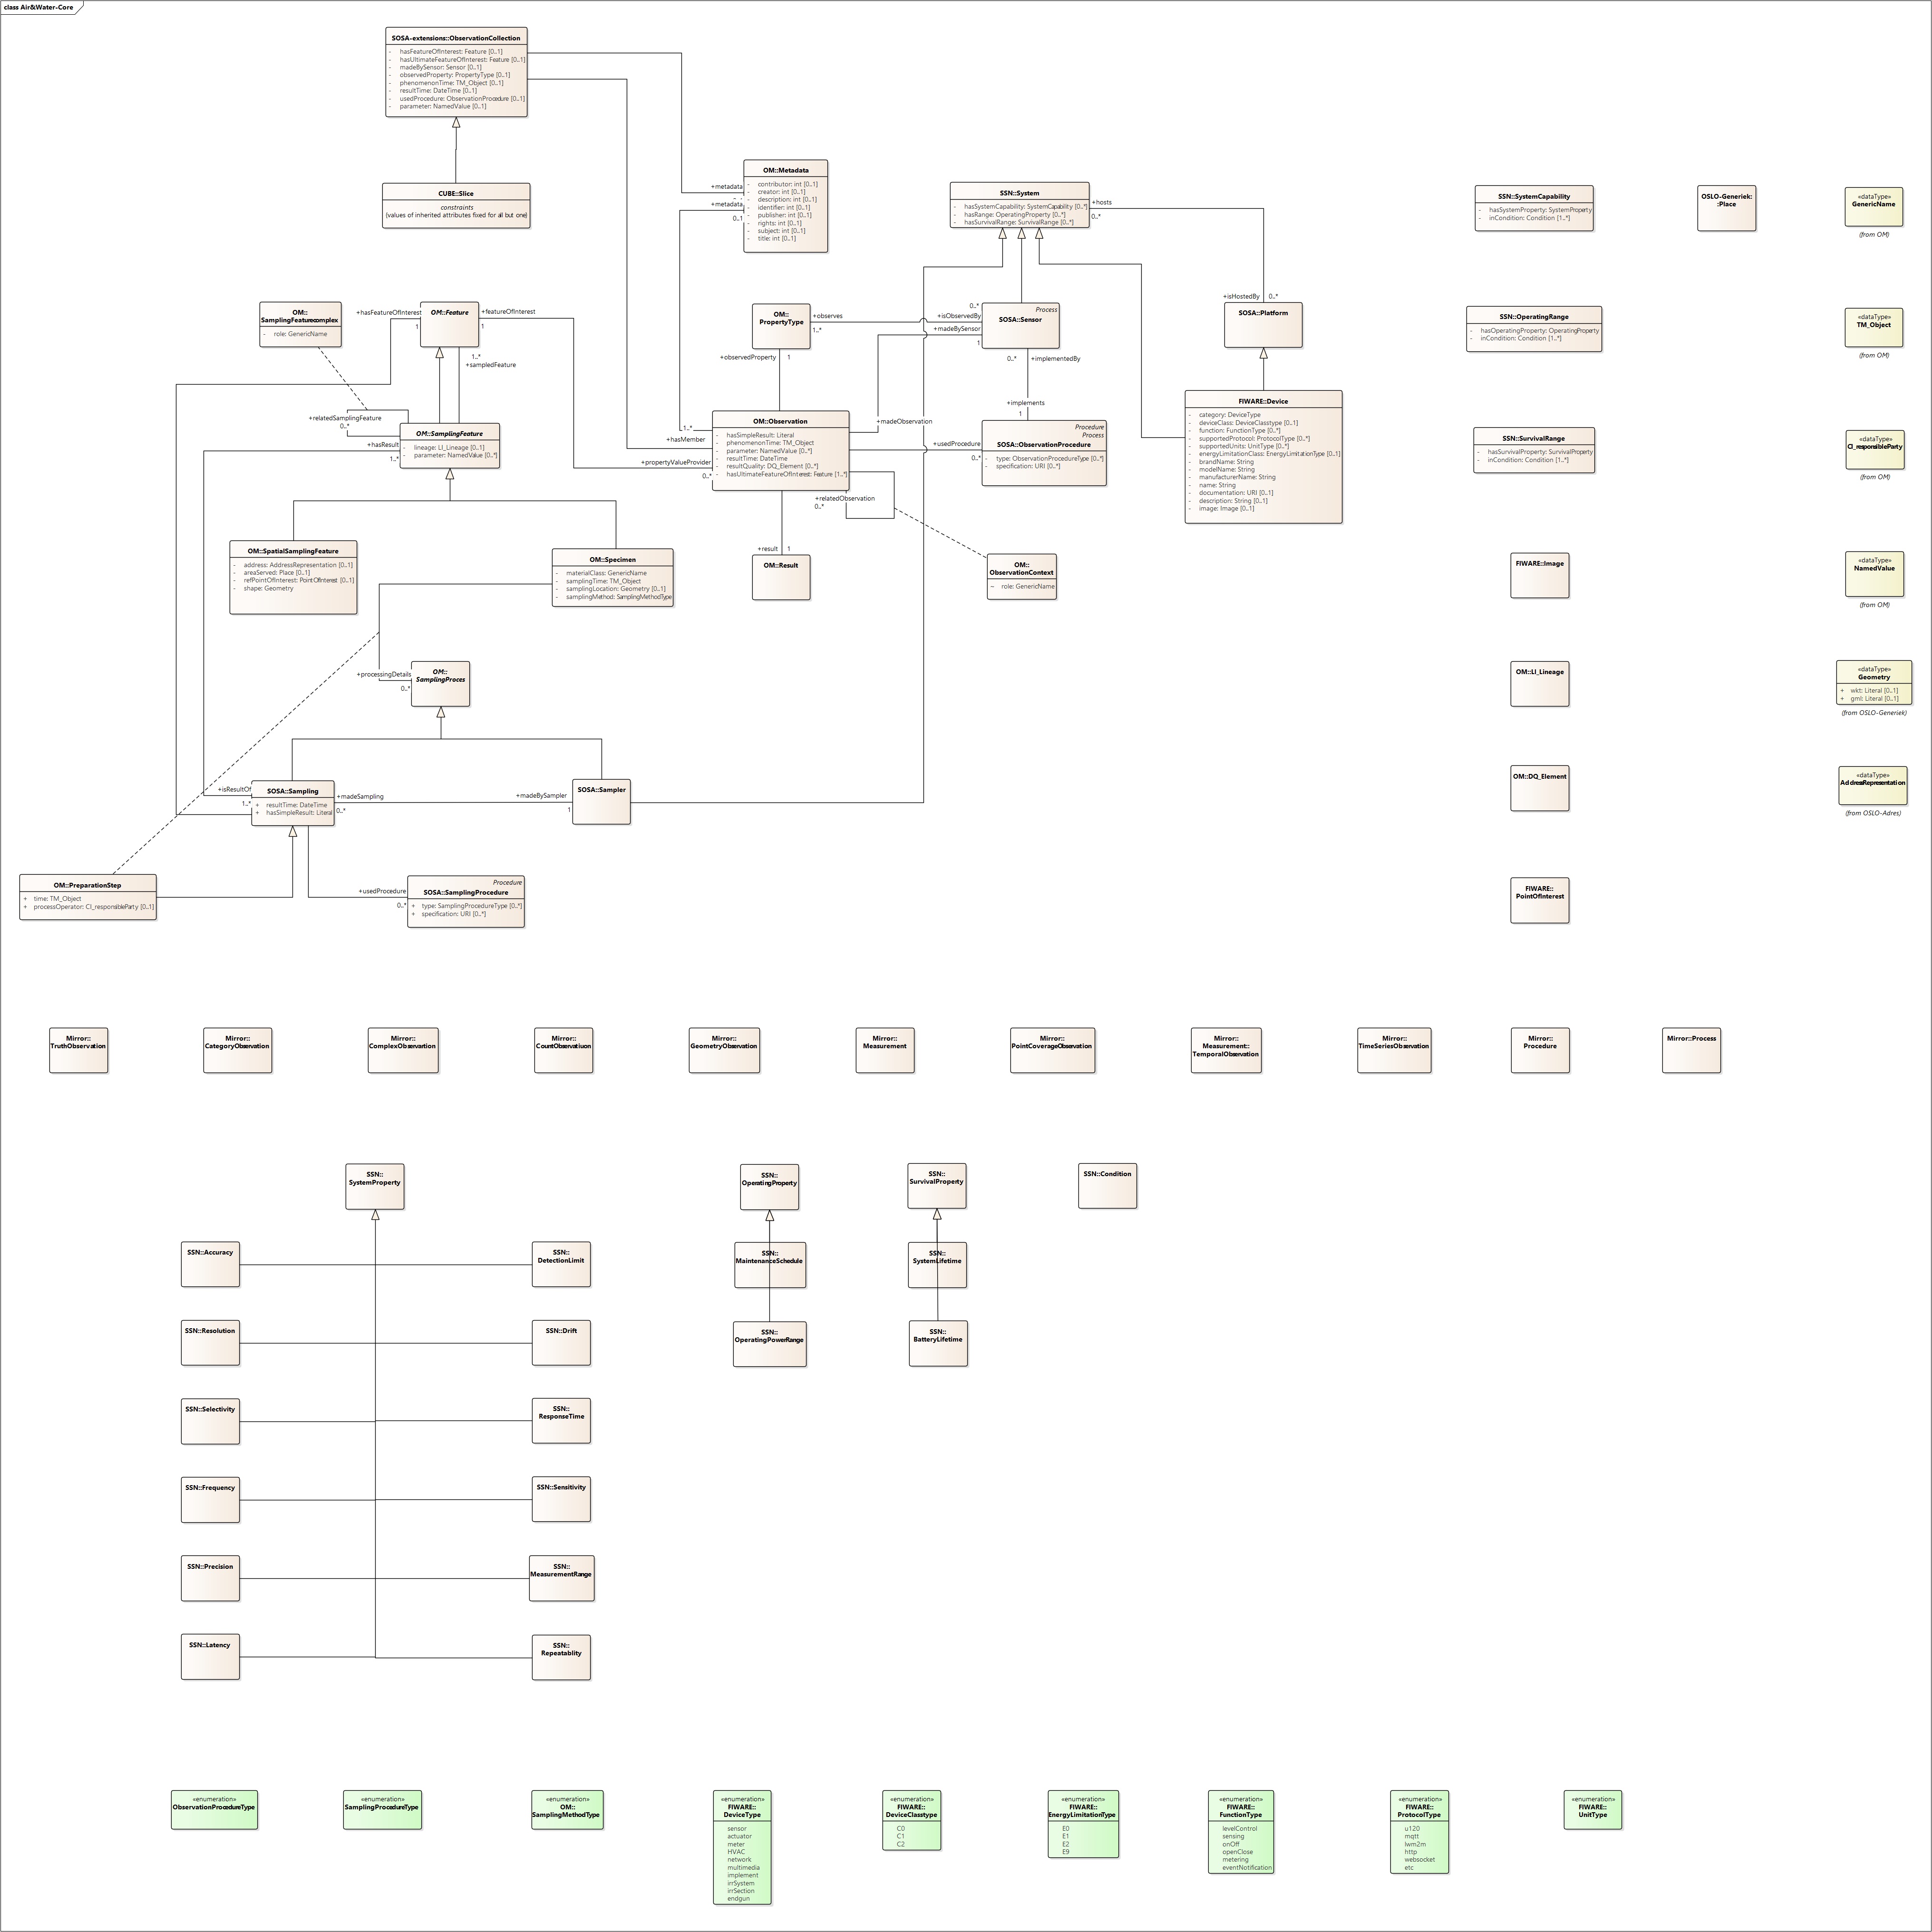 class Air&Water-Core
SOSA-extensions::ObservationCollection
- hasFeatureOfInterest: Feature [0..1]
- hasUltimateFeatureOfInterest: Feature [0..1]
- madeBySensor: Sensor [0..1]
- observedProperty: PropertyType [0..1]
- phenomenonTime: TM_Object [0..1]
- resultTime: DateTime [0..1]
- usedProcedure: ObservationProcedure [0..1]
- parameter: NamedValue [0..1]
CUBE::Slice
constraints
{values of inherited attributes fixed for all but one}
+metadata
+metadata
0..1
OM::Metadata
- contributor: int [0..1]
- creator: int [0..1]
- description: int [0..1]
- identifier: int [0..1]
- publisher: int [0..1]
- rights: int [0..1]
- subject: int [0..1]
- title: int [0..1]
SSN::System
- hasSystemCapability: SystemCapability [0..*]
- hasRange: OperatingProperty [0..*]
- hasSurvivalRange: SurvivalRange [0..*]
+hosts
0..*
SSN::SystemCapability
- hasSystemProperty: SystemProperty
- inCondition: Condition [1..*]
OSLO-Generiek:
:Place
«dataType»
GenericName
(from OM)
OM::
SamplingFeaturecomplex
- role: GenericName
+hasFeatureOfInterest
1
OM::Feature
+featureOfInterest
1
1..*
+sampledFeature
OM::
PropertyType
+observes
1..*
+observedProperty
1
0..*
+isObservedBy
+madeBySensor
1
Process
SOSA::Sensor
0..*
+implementedBy
+isHostedBy
0..*
SOSA::Platform
SSN::OperatingRange
- hasOperatingProperty: OperatingProperty
- inCondition: Condition [1..*]
«dataType»
TM_Object
(from OM)
+relatedSamplingFeature
0..*
+hasResult
1..*
OM::SamplingFeature
- lineage: LI_Lineage [0..1]
- parameter: NamedValue [0..*]
1..*
+hasMember
+propertyValueProvider
0..*
OM::Observation
- hasSimpleResult: Literal
- phenomenonTime: TM_Object
- parameter: NamedValue [0..*]
- resultTime: DateTime
- resultQuality: DQ_Element [0..*]
- hasUltimateFeatureOfInterest: Feature [1..*]
+madeObservation
+implements
1
+usedProcedure
0..*
Procedure
Process
SOSA::ObservationProcedure
- type: ObservationProcedureType [0..*]
- specification: URI [0..*]
FIWARE::Device
- category: DeviceType
- deviceClass: DeviceClasstype [0..1]
- function: FunctionType [0..*]
- supportedProtocol: ProtocolType [0..*]
- supportedUnits: UnitType [0..*]
- energyLimitationClass: EnergyLimitationType [0..1]
- brandName: String
- modelName: String
- manufacturerName: String
- name: String
- documentation: URI [0..1]
- description: String [0..1]
- image: Image [0..1]
SSN::SurvivalRange
- hasSurvivalProperty: SurvivalProperty
- inCondition: Condition [1..*]
«dataType»
CI_responsibleParty
(from OM)
+relatedObservation
0..*
+result
1
OM::Result
OM::
ObservationContext
~ role: GenericName
OM::SpatialSamplingFeature
- address: AddressRepresentation [0..1]
- areaServed: Place [0..1]
- refPointOfInterest: PointOfInterest [0..1]
- shape: Geometry
OM::Specimen
- materialClass: GenericName
- samplingTime: TM_Object
- samplingLocation: Geometry [0..1]
- samplingMethod: SamplingMethodType
FIWARE::Image
«dataType»
NamedValue
(from OM)
+processingDetails
0..*
OM::
SamplingProces
OM::LI_Lineage
«dataType»
Geometry
+ wkt: Literal [0..1]
+ gml: Literal [0..1]
(from OSLO-Generiek)
+isResultOf
1..*
SOSA::Sampling
+ resultTime: DateTime
+ hasSimpleResult: Literal
+madeSampling
0..*
+madeBySampler
1
SOSA::Sampler
OM::DQ_Element
«dataType»
AddressRepresentation
(from OSLO-Adres)
OM::PreparationStep
+ time: TM_Object
+ processOperator: CI_responsibleParty [0..1]
+usedProcedure
0..*
Procedure
SOSA::SamplingProcedure
+ type: SamplingProcedureType [0..*]
+ specification: URI [0..*]
FIWARE::
PointOfInterest
Mirror::
TruthObservation
Mirror::
CategoryObservation
Mirror::
ComplexObservartion
Mirror::
CountObservatiuon
Mirror::
GeometryObservation
Mirror::
Measurement
Mirror::
PointCoverageObservation
Mirror::
Measurement::
TemporalObservation
Mirror::
TimeSeriesObservation
Mirror::
Procedure
Mirror::Process
SSN::
SystemProperty
SSN::
OperatingProperty
SSN::
SurvivalProperty
SSN::Condition
SSN::Accuracy
SSN::
DetectionLimit
SSN::
MaintenanceSchedule
SSN::
SystemLifetime
SSN::Resolution
SSN::Drift
SSN::
OperatingPowerRange
SSN::
BatteryLifetime
SSN::Selectivity
SSN::
ResponseTime
SSN::Frequency
SSN::Sensitivity
SSN::Precision
SSN::
MeasurementRange
SSN::Latency
SSN::
Repeatablity
«enumeration»
ObservationProcedureType
«enumeration»
SamplingProcedureType
«enumeration»
OM::
SamplingMethodType
«enumeration»
FIWARE::
DeviceType
sensor
actuator
meter
HVAC
network
multimedia
implement
irrSystem
irrSection
endgun
«enumeration»
FIWARE::
DeviceClasstype
C0
C1
C2
«enumeration»
FIWARE::
EnergyLimitationType
E0
E1
E2
E9
«enumeration»
FIWARE::
FunctionType
levelControl
sensing
onOff
openClose
metering
eventNotification
«enumeration»
FIWARE::
ProtocolType
u120
mqtt
lwm2m
http
websocket
etc
«enumeration»
FIWARE::
UnitType